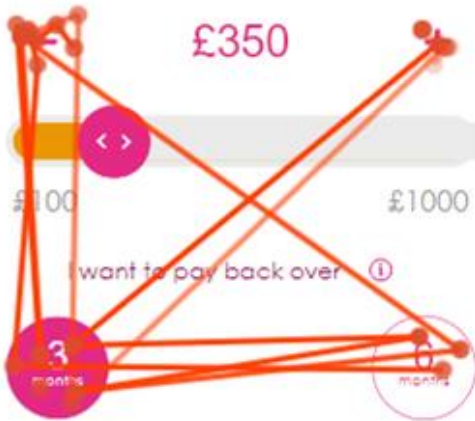 - £350 +
< >
£100 £1000
I want to pay back over ⓘ
3 months 6 months